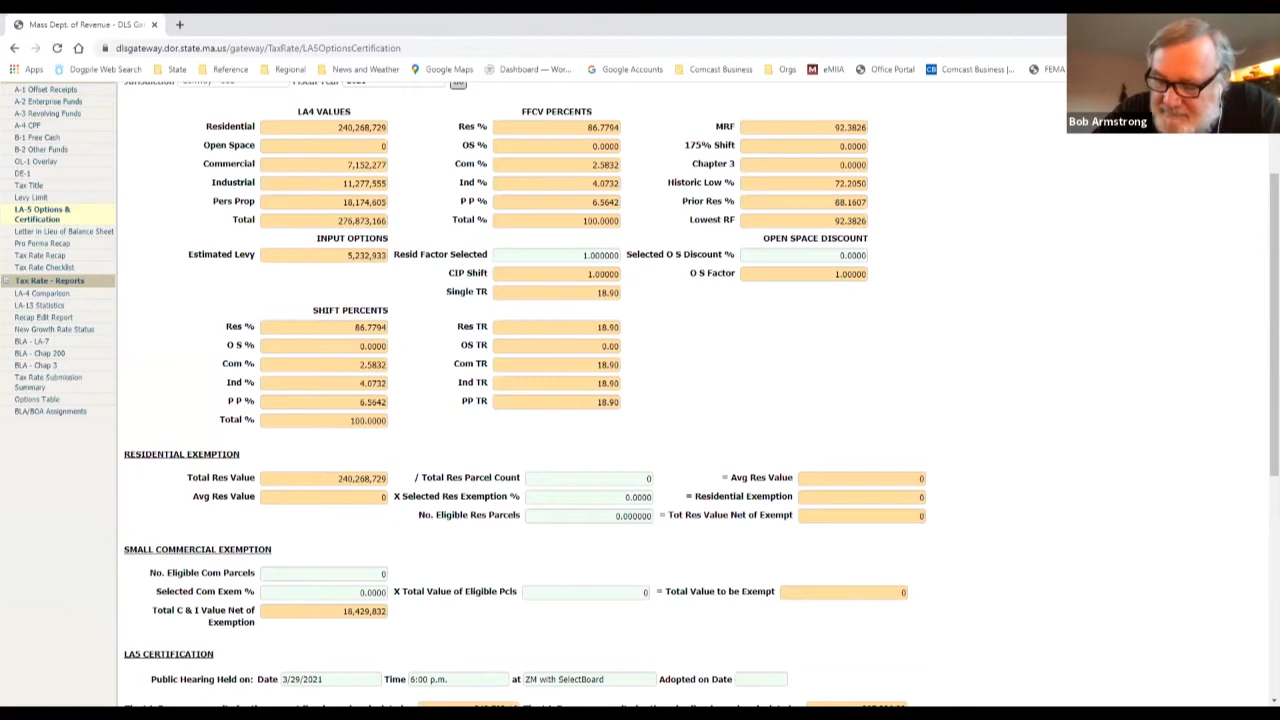 Mass Dept. of Revenue - DLS Ga
dlsgateway.dor.state.ma.us/gateway/TaxRate/LA5OptionsCertification
Apps Dogpile Web Search State Reference Regional News and Weather Google Maps Dashboard — Wor... Google Accounts Comcast Business Orgs eMIIA Office Portal Comcast Business |... FEMA
Bob Armstrong
A-1 Offset Receipts
A-2 Enterprise Funds
A-3 Revolving Funds
A-4 CPF
B-1 Free Cash
B-2 Other Funds
OL-1 Overlay
DE-1
Tax Title
Levy Limit
LA-5 Options &
Certification
Letter in Lieu of Balance Sheet
Pro Forma Recap
Tax Rate Recap
Tax Rate Checklist
Tax Rate - Reports
LA-4 Comparison
LA-13 Statistics
Recap Edit Report
New Growth Rate Status
BLA - LA-7
BLA - Chap 200
BLA - Chap 3
Tax Rate Submission
Summary
Options Table
BLA/BOA Assignments
LA4 VALUES FFCV PERCENTS
Residential 240,268,729 Res % 86.7794 MRF 92.3826
Open Space 0 OS % 0.0000 175% Shift 0.0000
Commercial 7,152,277 Com % 2.5832 Chapter 3 0.0000
Industrial 11,277,555 Ind % 4.0732 Historic Low % 72.2050
Pers Prop 18,174,605 P P % 6.5642 Prior Res % 88.1607
Total 276,873,166 Total % 100.0000 Lowest RF 92.3826
INPUT OPTIONS OPEN SPACE DISCOUNT
Estimated Levy 5,232,933 Resid Factor Selected 1.000000 Selected O S Discount % 0.0000
CIP Shift 1.00000 O S Factor 1.00000
Single TR 18.90
SHIFT PERCENTS
Res % 86.7794 Res TR 18.90
O S % 0.0000 OS TR 0.00
Com % 2.5832 Com TR 18.90
Ind % 4.0732 Ind TR 18.90
P P % 6.5642 PP TR 18.90
Total % 100.0000
RESIDENTIAL EXEMPTION
Total Res Value 240,268,729 / Total Res Parcel Count 0 = Avg Res Value 0
Avg Res Value 0 X Selected Res Exemption % 0.0000 = Residential Exemption 0
No. Eligible Res Parcels 0.000000 = Tot Res Value Net of Exempt 0
SMALL COMMERCIAL EXEMPTION
No. Eligible Com Parcels 0
Selected Com Exem % 0.0000 X Total Value of Eligible Pcls 0 = Total Value to be Exempt 0
Total C & I Value Net of 18,429,832
Exemption
LA5 CERTIFICATION
Public Hearing Held on: Date 3/29/2021 Time 6:00 p.m. at ZM with SelectBoard Adopted on Date